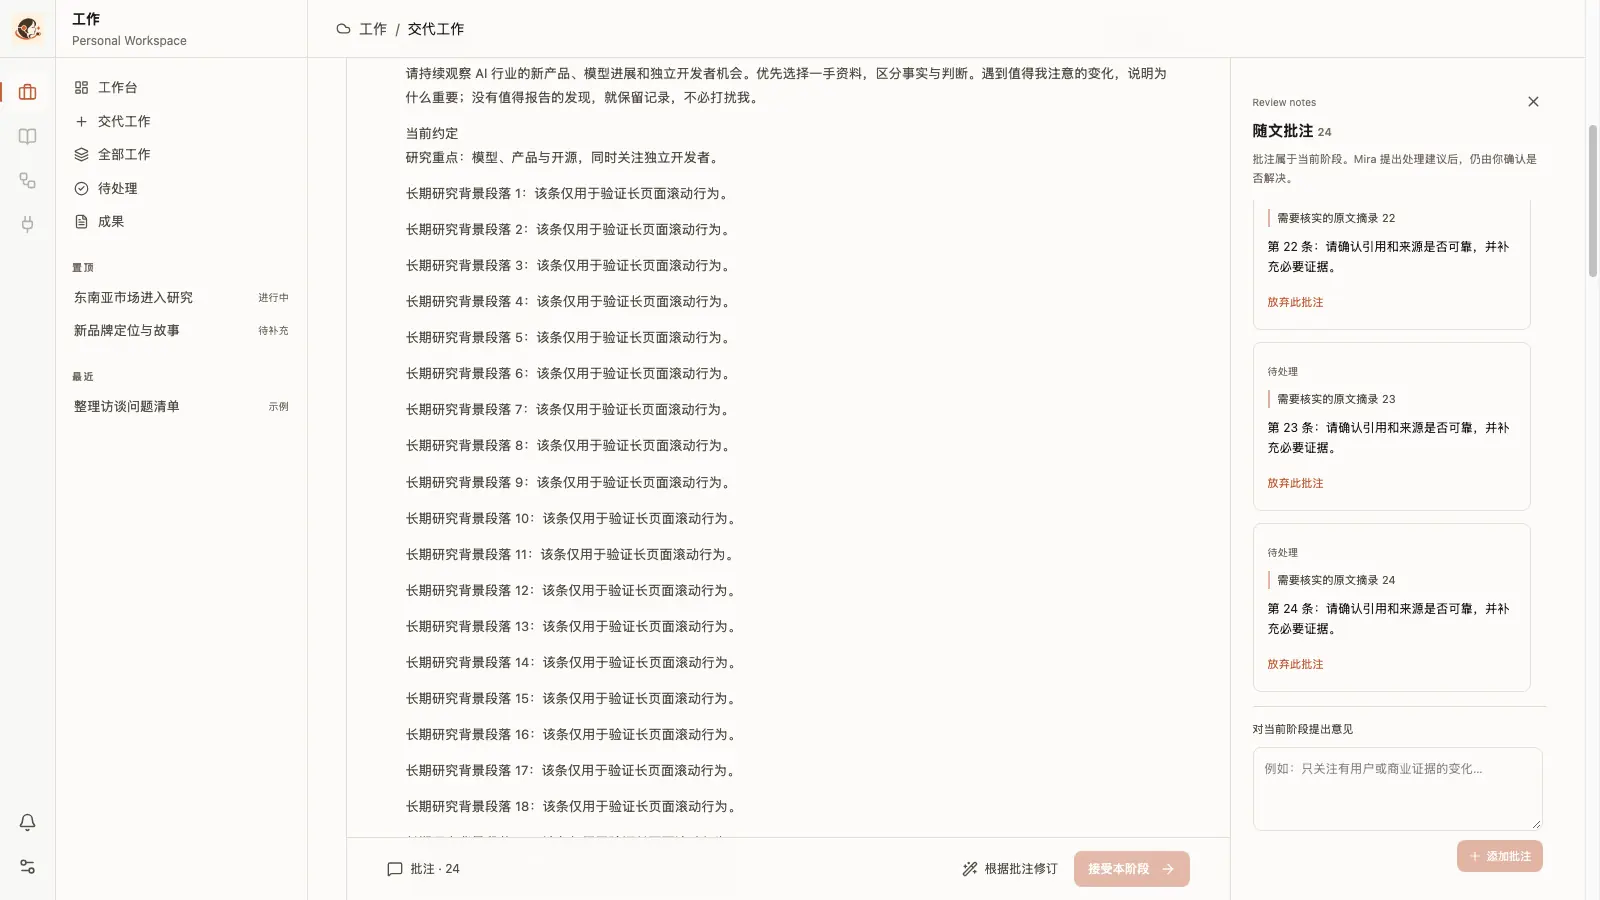 工作
Personal Workspace
工作台
交代工作
全部工作
待处理
成果
置顶
东南亚市场进入研究 进行中
新品牌定位与故事 待补充
最近
整理访谈问题清单 示例
工作 / 交代工作
请持续观察 AI 行业的新产品、模型进展和独立开发者机会。优先选择一手资料，区分事实与判断。遇到值得我注意的变化，说明为
什么重要；没有值得报告的发现，就保留记录，不必打扰我。
当前约定
研究重点：模型、产品与开源，同时关注独立开发者。
长期研究背景段落 1：该条仅用于验证长页面滚动行为。
长期研究背景段落 2：该条仅用于验证长页面滚动行为。
长期研究背景段落 3：该条仅用于验证长页面滚动行为。
长期研究背景段落 4：该条仅用于验证长页面滚动行为。
长期研究背景段落 5：该条仅用于验证长页面滚动行为。
长期研究背景段落 6：该条仅用于验证长页面滚动行为。
长期研究背景段落 7：该条仅用于验证长页面滚动行为。
长期研究背景段落 8：该条仅用于验证长页面滚动行为。
长期研究背景段落 9：该条仅用于验证长页面滚动行为。
长期研究背景段落 10：该条仅用于验证长页面滚动行为。
长期研究背景段落 11：该条仅用于验证长页面滚动行为。
长期研究背景段落 12：该条仅用于验证长页面滚动行为。
长期研究背景段落 13：该条仅用于验证长页面滚动行为。
长期研究背景段落 14：该条仅用于验证长页面滚动行为。
长期研究背景段落 15：该条仅用于验证长页面滚动行为。
长期研究背景段落 16：该条仅用于验证长页面滚动行为。
长期研究背景段落 17：该条仅用于验证长页面滚动行为。
长期研究背景段落 18：该条仅用于验证长页面滚动行为。
批注 · 24
根据批注修订
接受本阶段
Review notes
随文批注 24
批注属于当前阶段。Mira 提出处理建议后，仍由你确认是
否解决。
需要核实的原文摘录 22
第 22 条：请确认引用和来源是否可靠，并补
充必要证据。
放弃此批注
待处理
需要核实的原文摘录 23
第 23 条：请确认引用和来源是否可靠，并补
充必要证据。
放弃此批注
待处理
需要核实的原文摘录 24
第 24 条：请确认引用和来源是否可靠，并补
充必要证据。
放弃此批注
对当前阶段提出意见
例如：只关注有用户或商业证据的变化...
添加批注